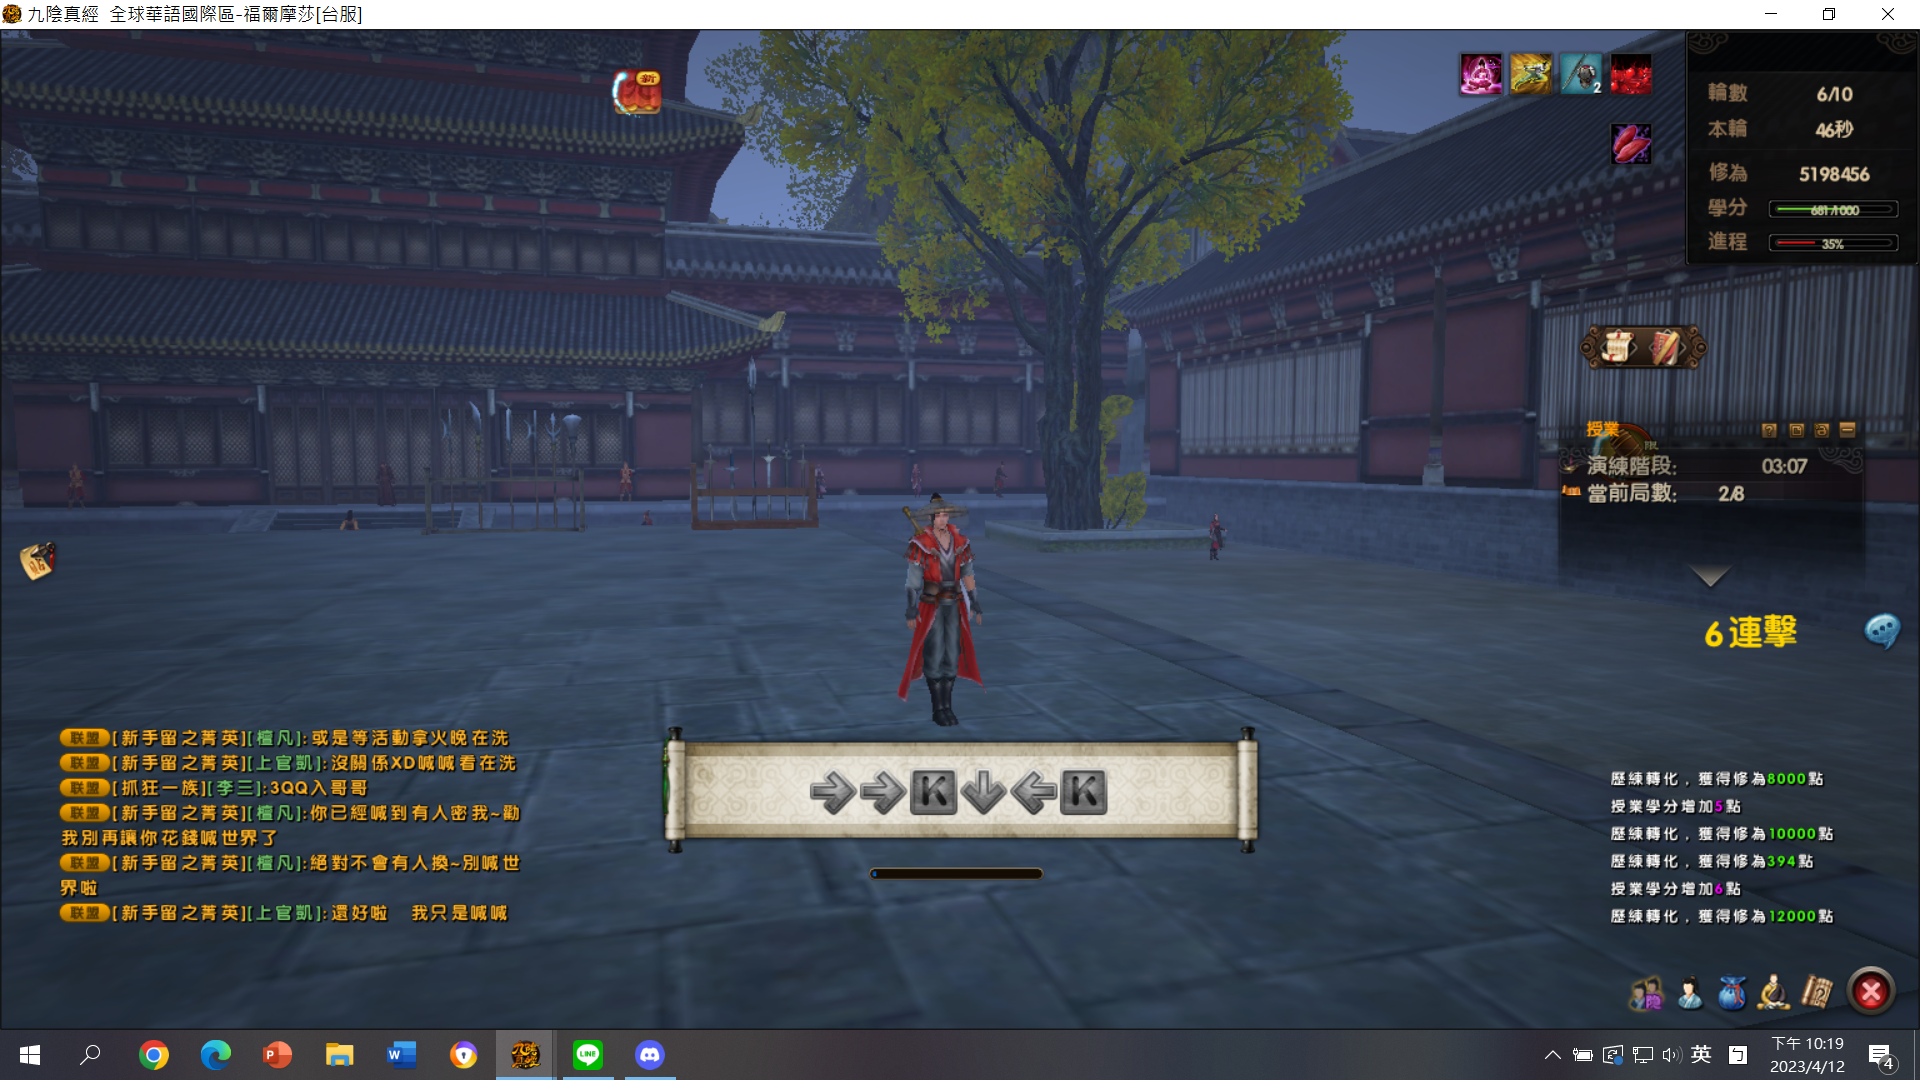 九陰真經 全球華語國際區-福爾摩莎[台服]
新
2
輪數 6/10
本輪 46秒
修為 5198456
學分 681/1000
進程 35%
授業
限
演練階段: 03:07
當前局數: 2/8
6連擊
联盟 [新手留之菁英][檀凡]:或是等活動拿火晚在洗
联盟 [新手留之菁英][上官凱]:沒關係XD喊喊看在洗
联盟 [抓狂一族][李三]:3QQ入哥哥
联盟 [新手留之菁英][檀凡]:你已經喊到有人密我~勸
我別再讓你花錢喊世界了
联盟 [新手留之菁英][檀凡]:絕對不會有人換~別喊世
界啦
联盟 [新手留之菁英][上官凱]:還好啦 我只是喊喊
K K
歷練轉化，獲得修為8000點
授業學分增加5點
歷練轉化，獲得修為10000點
歷練轉化，獲得修為394點
授業學分增加6點
歷練轉化，獲得修為12000點
英
下午 10:19
2023/4/12
4
LINE